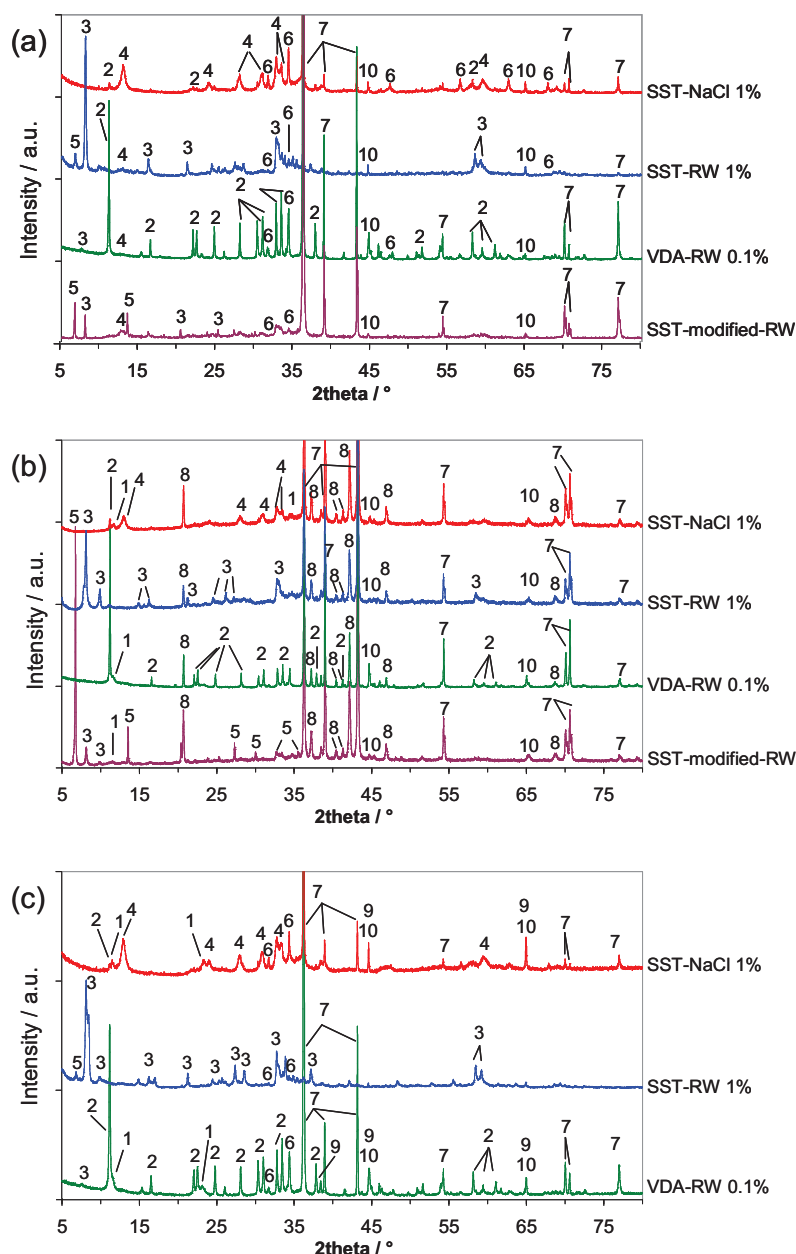 (a)
Intensity / a.u.
3 4 7
2 4 2 4 4 6 6 10 6 6 2 4 6 10 6 7 7
SST-NaCl 1%
2
5 4 3 3 3 6 6 10 3 10 6 7
SST-RW 1%
2
3 4 2 2 2 2 6 6 2 10 6 2 7 2 10 7 7
VDA-RW 0.1%
5 3 4 5 3 3 6 10 7 10 7 7
SST-modified-RW
5 15 25 35 45 55 65 75
2theta / °
(b)
Intensity / a.u.
2 1 4 8 4 4 4 1 7 8 8 8 10 8 7 10 8 7 7
SST-NaCl 1%
5 3 3 3 8 3 3 3 8 7 8 8 10 8 7 3 10 8 7 7
SST-RW 1%
1 2 8 2 2 2 8 2 8 2 8 10 8 7 2 10 8 7 7
VDA-RW 0.1%
3 3 1 5 8 5 5 5 8 8 8 10 8 7 10 8 7 7
SST-modified-RW
5 15 25 35 45 55 65 75
2theta / °
(c)
Intensity / a.u.
2 1 4 1 4 4 4 6 4 6 7 9 10 7 4 9 10 7 7
SST-NaCl 1%
3 7
5 3 3 3 3 3 3 3 6 6 3 3
SST-RW 1%
3 2 1 2 2 1 2 2 2 6 2 6 7 2 9 9 10 7 2 9 10 7 7
VDA-RW 0.1%
5 15 25 35 45 55 65 75
2theta / °